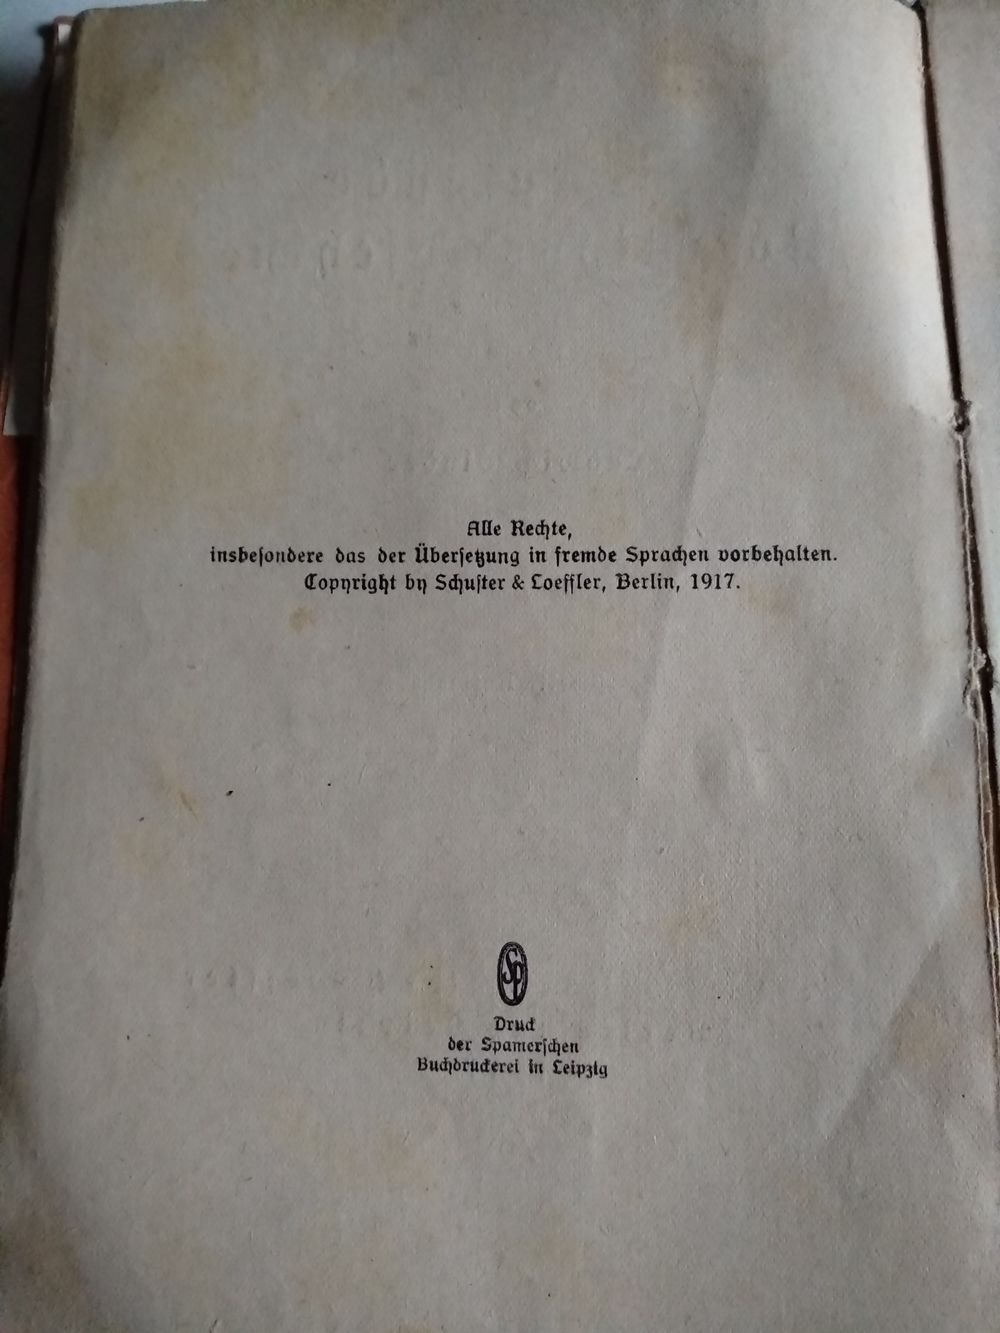 Alle Rechte,
insbesondere das der Übersetzung in fremde Sprachen vorbehalten.
Copyright by Schuster & Loeffler, Berlin, 1917.
SP
Druck
der Spamerschen
Buchdruckerei in Leipzig